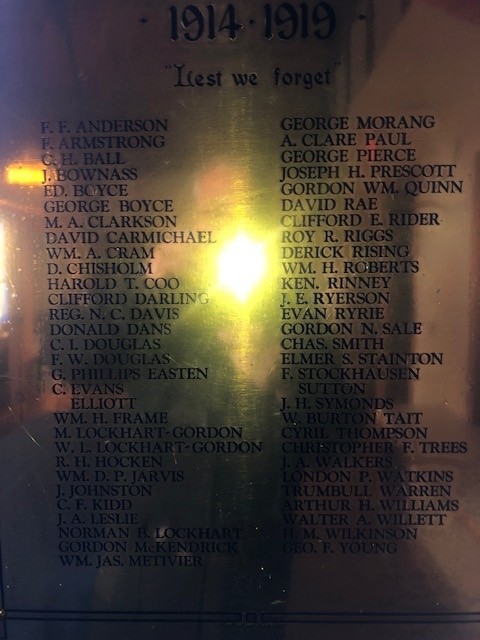 1914 · 1919
"Lest we forget"
F. F. ANDERSON
F. ARMSTRONG
C. H. BALL
J. BOWNASS
ED. BOYCE
GEORGE BOYCE
M. A. CLARKSON
DAVID CARMICHAEL
WM. A. CRAM
D. CHISHOLM
HAROLD T. COO
CLIFFORD DARLING
REG. N. C. DAVIS
DONALD DANS
C. I. DOUGLAS
F. W. DOUGLAS
G. PHILLIPS EASTEN
C. EVANS
ELLIOTT
WM. H. FRAME
M. LOCKHART-GORDON
W. L. LOCKHART-GORDON
R. H. HOCKEN
WM. D. P. JARVIS
J. JOHNSTON
C. F. KIDD
J. A. LESLIE
NORMAN B. LOCKHART
GORDON McKENDRICK
WM. JAS. METIVIER
GEORGE MORANG
A. CLARE PAUL
GEORGE PIERCE
JOSEPH H. PRESCOTT
GORDON WM. QUINN
DAVID RAE
CLIFFORD E. RIDER
ROY R. RIGGS
DERICK RISING
WM. H. ROBERTS
KEN. RINNEY
J. E. RYERSON
EVAN RYRIE
GORDON N. SALE
CHAS. SMITH
ELMER S. STAINTON
F. STOCKHAUSEN
SUTTON
J. H. SYMONDS
W. BURTON TAIT
CYRIL THOMPSON
CHRISTOPHER F. TREES
J. A. WALKERS
LONDON P. WATKINS
TRUMBULL WARREN
ARTHUR H. WILLIAMS
WALTER A. WILLETT
H. M. WILKINSON
GEO. F. YOUNG